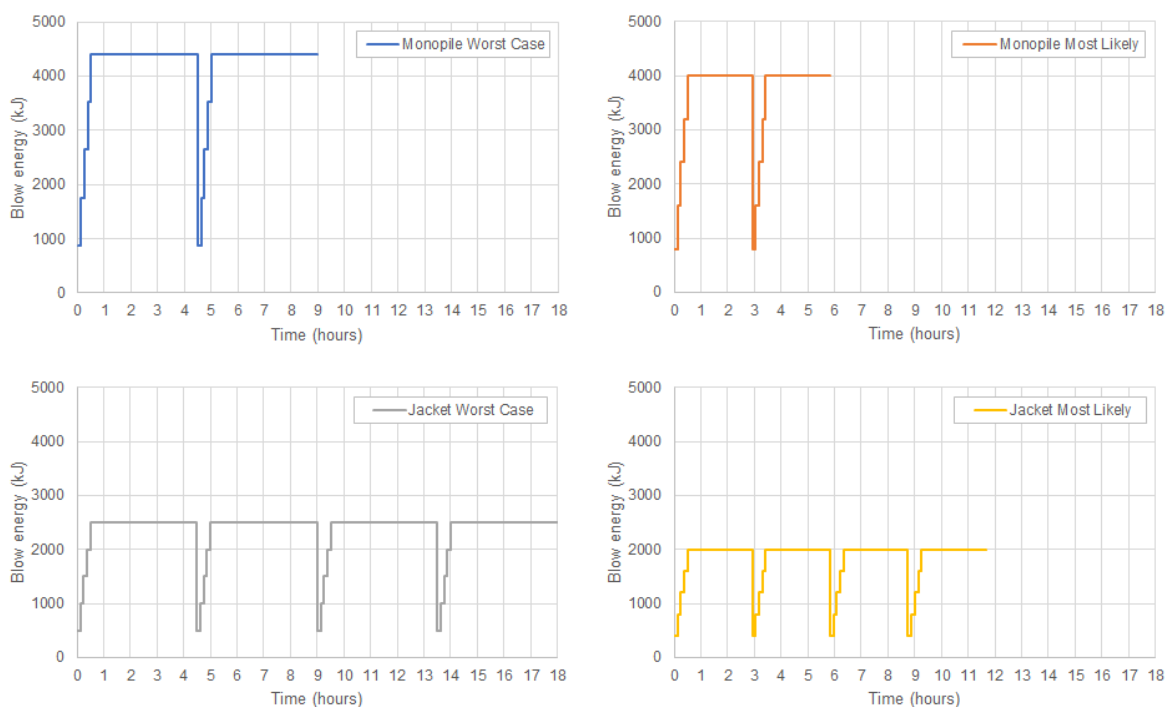 5000
4000
3000
2000
1000
0
Blow energy (kJ)
Monopile Worst Case
0 1 2 3 4 5 6 7 8 9 10 11 12 13 14 15 16 17 18
Time (hours)
5000
4000
3000
2000
1000
0
Blow energy (kJ)
Monopile Most Likely
0 1 2 3 4 5 6 7 8 9 10 11 12 13 14 15 16 17 18
Time (hours)
5000
4000
3000
2000
1000
0
Blow energy (kJ)
Jacket Worst Case
0 1 2 3 4 5 6 7 8 9 10 11 12 13 14 15 16 17 18
Time (hours)
5000
4000
3000
2000
1000
0
Blow energy (kJ)
Jacket Most Likely
0 1 2 3 4 5 6 7 8 9 10 11 12 13 14 15 16 17 18
Time (hours)